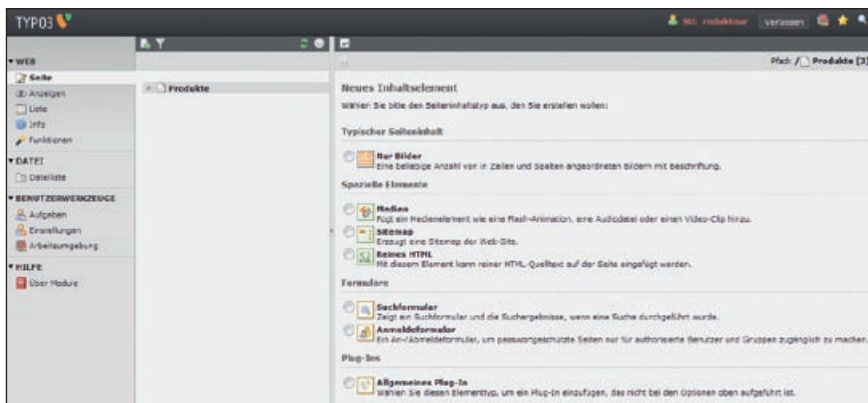 TYPO3
SU: redakteur
Verlassen
Pfad: / Produkte [3]
WEB
Seite
Anzeigen
Liste
Info
Funktionen
DATEI
Dateiliste
BENUTZERWERKZEUGE
Aufgaben
Einstellungen
Arbeitsumgebung
HILFE
Über Module
Produkte
Neues Inhaltselement
Wählen Sie bitte den Seiteninhaltstyp aus, den Sie erstellen wollen:
Typischer Seiteninhalt
Nur Bilder
Eine beliebige Anzahl von in Zeilen und Spalten angeordneten Bildern mit Beschriftung.
Spezielle Elemente
Medien
Fügt ein Medienelement wie eine Flash-Animation, eine Audiodatei oder einen Video-Clip hinzu.
Sitemap
Erzeugt eine Sitemap der Web-Site.
Reines HTML
Mit diesem Element kann reiner HTML-Quelltext auf der Seite eingefügt werden.
Formulare
Suchformular
Zeigt ein Suchformular und die Suchergebnisse, wenn eine Suche durchgeführt wurde.
Anmeldeformular
Ein An-/Abmeldeformular, um passwortgeschützte Seiten nur für authorisierte Benutzer und Gruppen zugänglich zu machen.
Plug-Ins
Allgemeines Plug-In
Wählen Sie diesen Elementtyp, um ein Plug-In einzufügen, das nicht bei den Optionen oben aufgeführt ist.